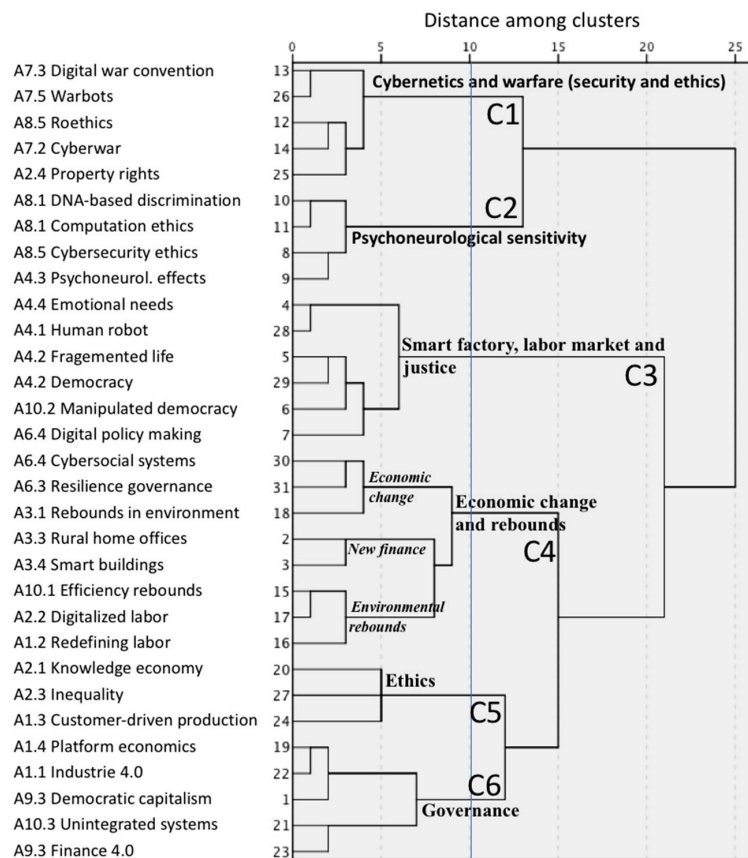 Distance among clusters
0 5 10 15 20 25
A7.3 Digital war convention 13
Cybernetics and warfare (security and ethics)
A7.5 Warbots 26
C1
A8.5 Roethics 12
A7.2 Cyberwar 14
A2.4 Property rights 25
A8.1 DNA-based discrimination 10
C2
A8.1 Computation ethics 11
Psychoneurological sensitivity
A8.5 Cybersecurity ethics 8
A4.3 Psychoneurol. effects 9
A4.4 Emotional needs 4
A4.1 Human robot 28
Smart factory, labor market and
A4.2 Fragemented life 5
justice
C3
A4.2 Democracy 29
A10.2 Manipulated democracy 6
A6.4 Digital policy making 7
A6.4 Cybersocial systems 30
Economic
A6.3 Resilience governance 31
change
Economic change
A3.1 Rebounds in environment 18
and rebounds
A3.3 Rural home offices 2
New finance
C4
A3.4 Smart buildings 3
A10.1 Efficiency rebounds 15
Environmental
A2.2 Digitalized labor 17
rebounds
A1.2 Redefining labor 16
A2.1 Knowledge economy 20
Ethics
A2.3 Inequality 27
C5
A1.3 Customer-driven production 24
A1.4 Platform economics 19
A1.1 Industrie 4.0 22
C6
A9.3 Democratic capitalism 1
Governance
A10.3 Unintegrated systems 21
A9.3 Finance 4.0 23